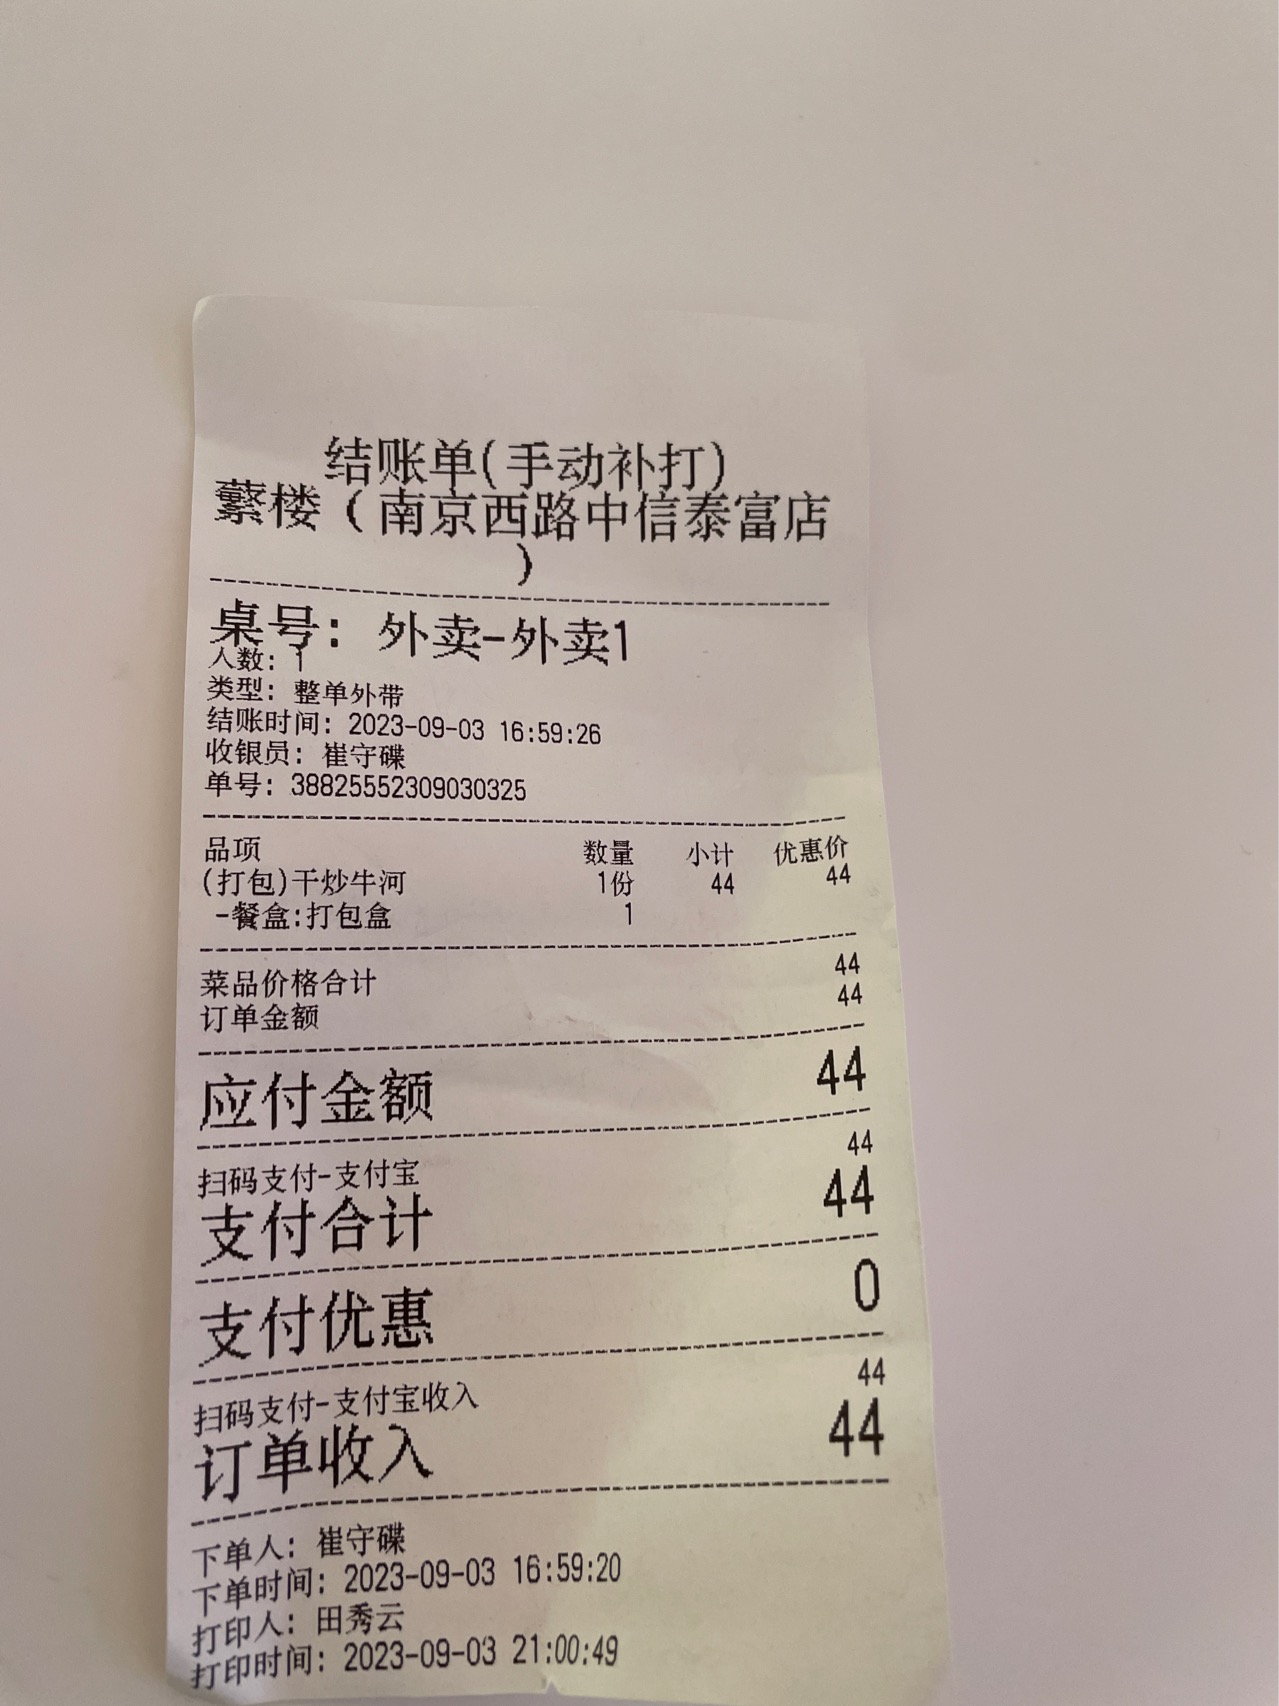 结账单(手动补打)
蘩楼（南京西路中信泰富店
）
桌号：外卖-外卖1
人数：1
类型：整单外带
结账时间：2023-09-03 16:59:26
收银员：崔守碟
单号：38825552309030325
品项 数量 小计 优惠价
(打包)干炒牛河 1份 44 44
-餐盒:打包盒 1
菜品价格合计 44
订单金额 44
应付金额 44
扫码支付-支付宝 44
支付合计 44
支付优惠 0
扫码支付-支付宝收入 44
订单收入 44
下单人：崔守碟
下单时间：2023-09-03 16:59:20
打印人：田秀云
打印时间：2023-09-03 21:00:49